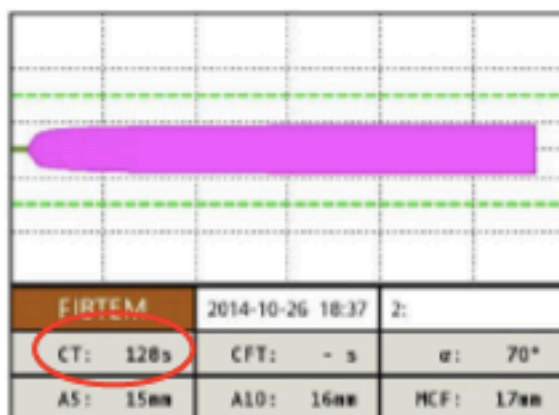 FIBTEM 2014-10-26 18:37 2:
CT: 128s CFT: - s α: 70°
A5: 15mm A10: 16mm MCF: 17mm